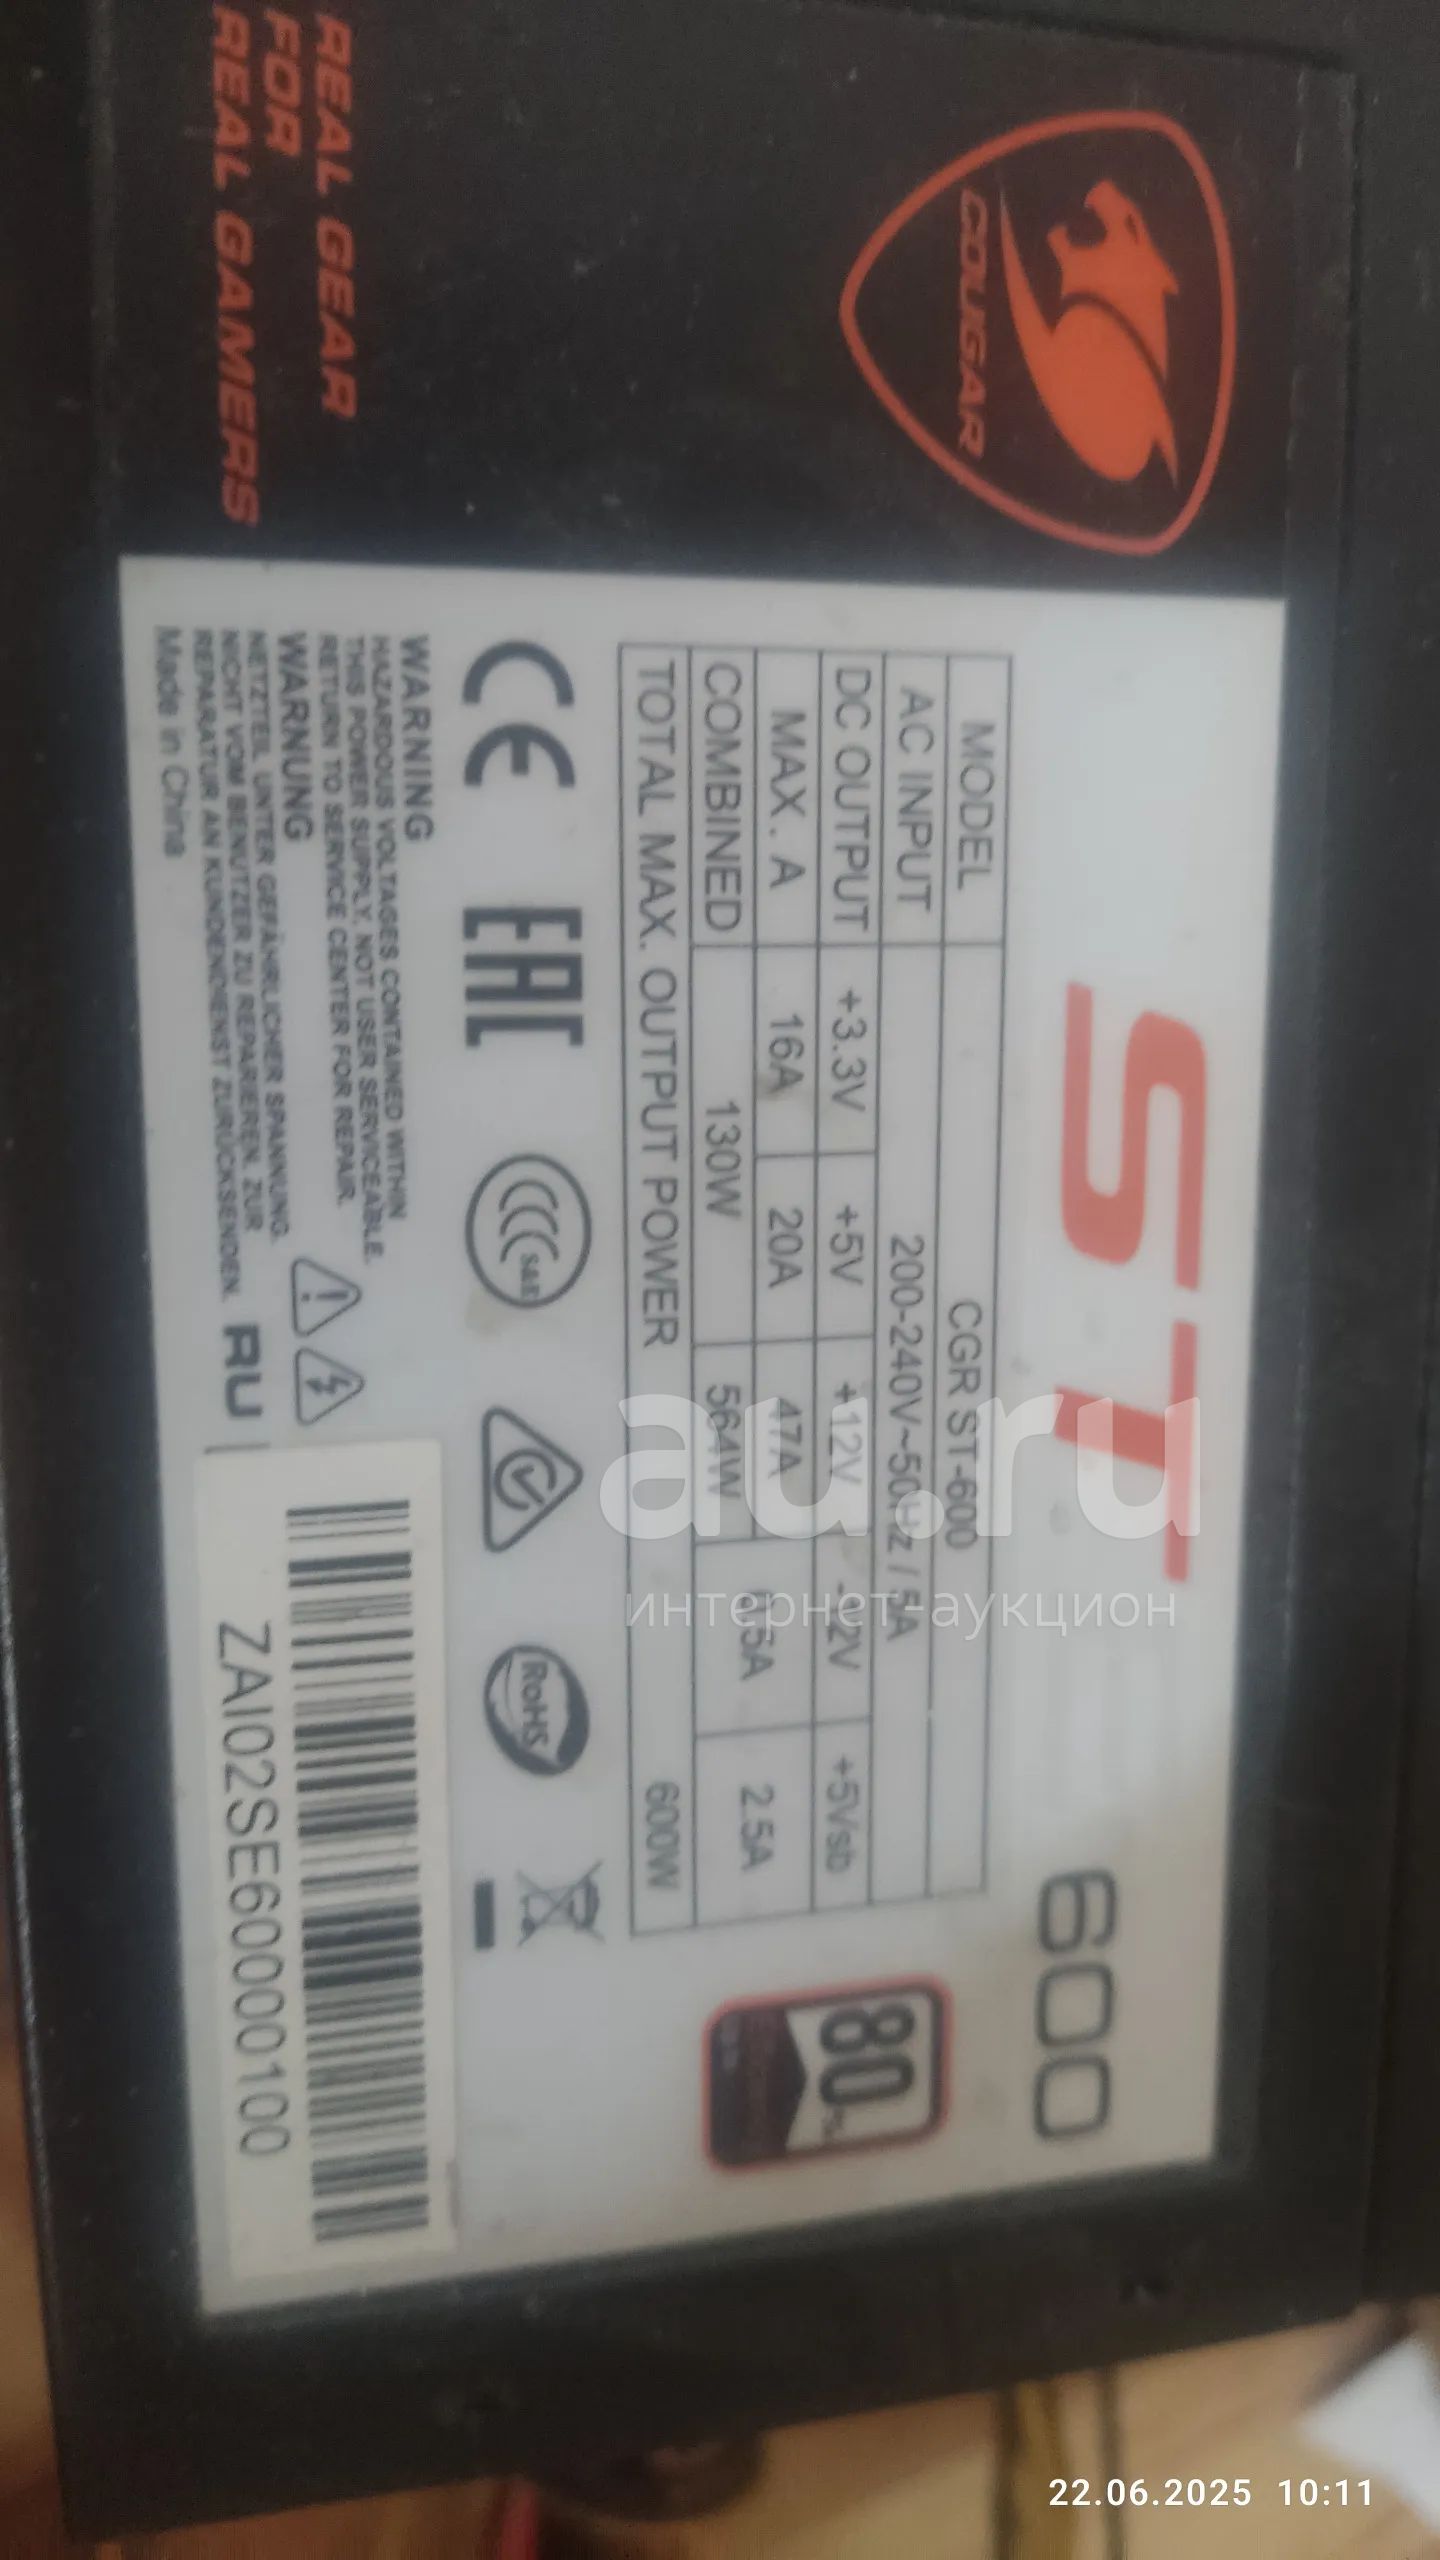 COUGAR
REAL GEAR
FOR
REAL GAMERS
ST 600
MODEL CGR ST-600
AC INPUT 200-240V~50Hz / 5A
DC OUTPUT +3.3V +5V +12V -12V +5Vsb
MAX. A 16A 20A 47A 0.5A 2.5A
COMBINED 130W 564W
TOTAL MAX. OUTPUT POWER 600W
80
CE EAC CCC S&E RoHS
WARNING
HAZARDOUS VOLTAGES CONTAINED WITHIN
THIS POWER SUPPLY, NOT USER SERVICEABLE.
RETURN TO SERVICE CENTER FOR REPAIR.
WARNUNG
NETZTEIL UNTER GEFÄHRLICHER SPANNUNG.
NICHT VOM BENUTZER ZU REPARIEREN. ZUR
REPARATUR AN KUNDENDIENST ZURÜCKSENDEN.
Made in China
RU
ZAI02SE60000100
au.ru
интернет-аукцион
22.06.2025 10:11